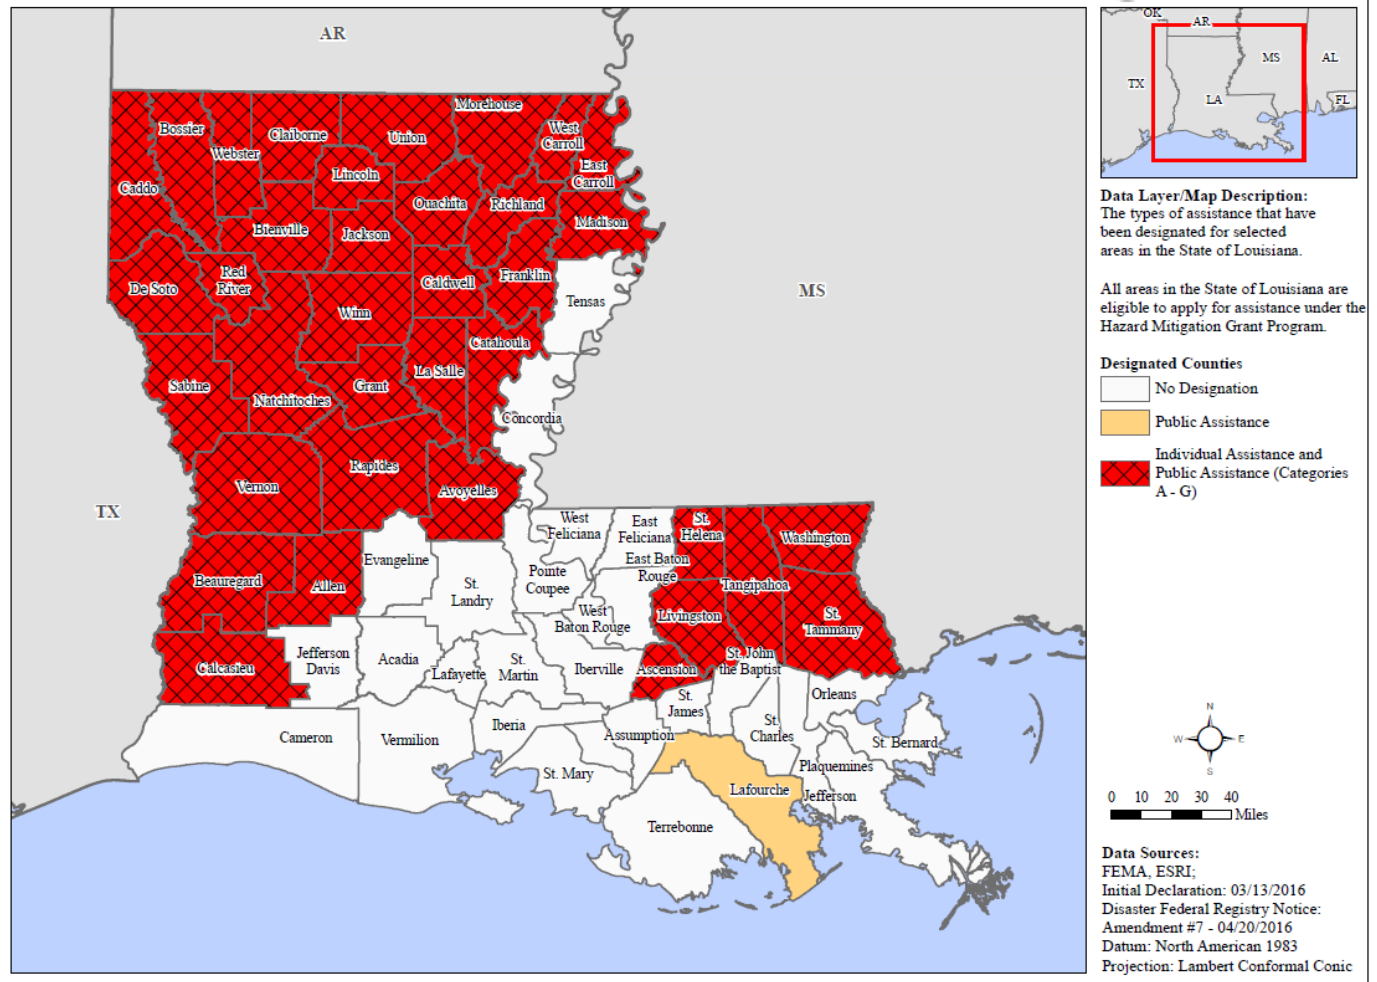 AR
Morehouse
Bossier
West
Carroll
Claiborne
Union
Webster
East
Carroll
Lincoln
Caddo
Ouachita
Richland
Madison
Bienville
Jackson
Red
River
De Soto
Caldwell
Franklin
Tensas
MS
Winn
Catahoula
La Salle
Sabine
Grant
Natchitoches
Concordia
Rapides
Vernon
Avoyelles
TX
West
Feliciana
East
Feliciana
St.
Helena
Washington
Evangeline
East Baton
Rouge
Beauregard
Allen
St.
Landry
Pointe
Coupee
Tangipahoa
West
Baton Rouge
Livingston
St.
Tammany
Jefferson
Davis
Acadia
Calcasieu
Lafayette
St.
Martin
Iberville
Ascension
St. John
the Baptist
St.
James
Orleans
Cameron
Vermilion
Iberia
Assumption
St.
Charles
St. Bernard
St. Mary
Plaquemines
Lafourche
Jefferson
Terrebonne
OK
AR
MS
AL
TX
LA
FL
Data Layer/Map Description:
The types of assistance that have
been designated for selected
areas in the State of Louisiana.
All areas in the State of Louisiana are
eligible to apply for assistance under the
Hazard Mitigation Grant Program.
Designated Counties
No Designation
Public Assistance
Individual Assistance and
Public Assistance (Categories
A - G)
N
W
E
S
0 10 20 30 40
Miles
Data Sources:
FEMA, ESRI;
Initial Declaration: 03/13/2016
Disaster Federal Registry Notice:
Amendment #7 - 04/20/2016
Datum: North American 1983
Projection: Lambert Conformal Conic